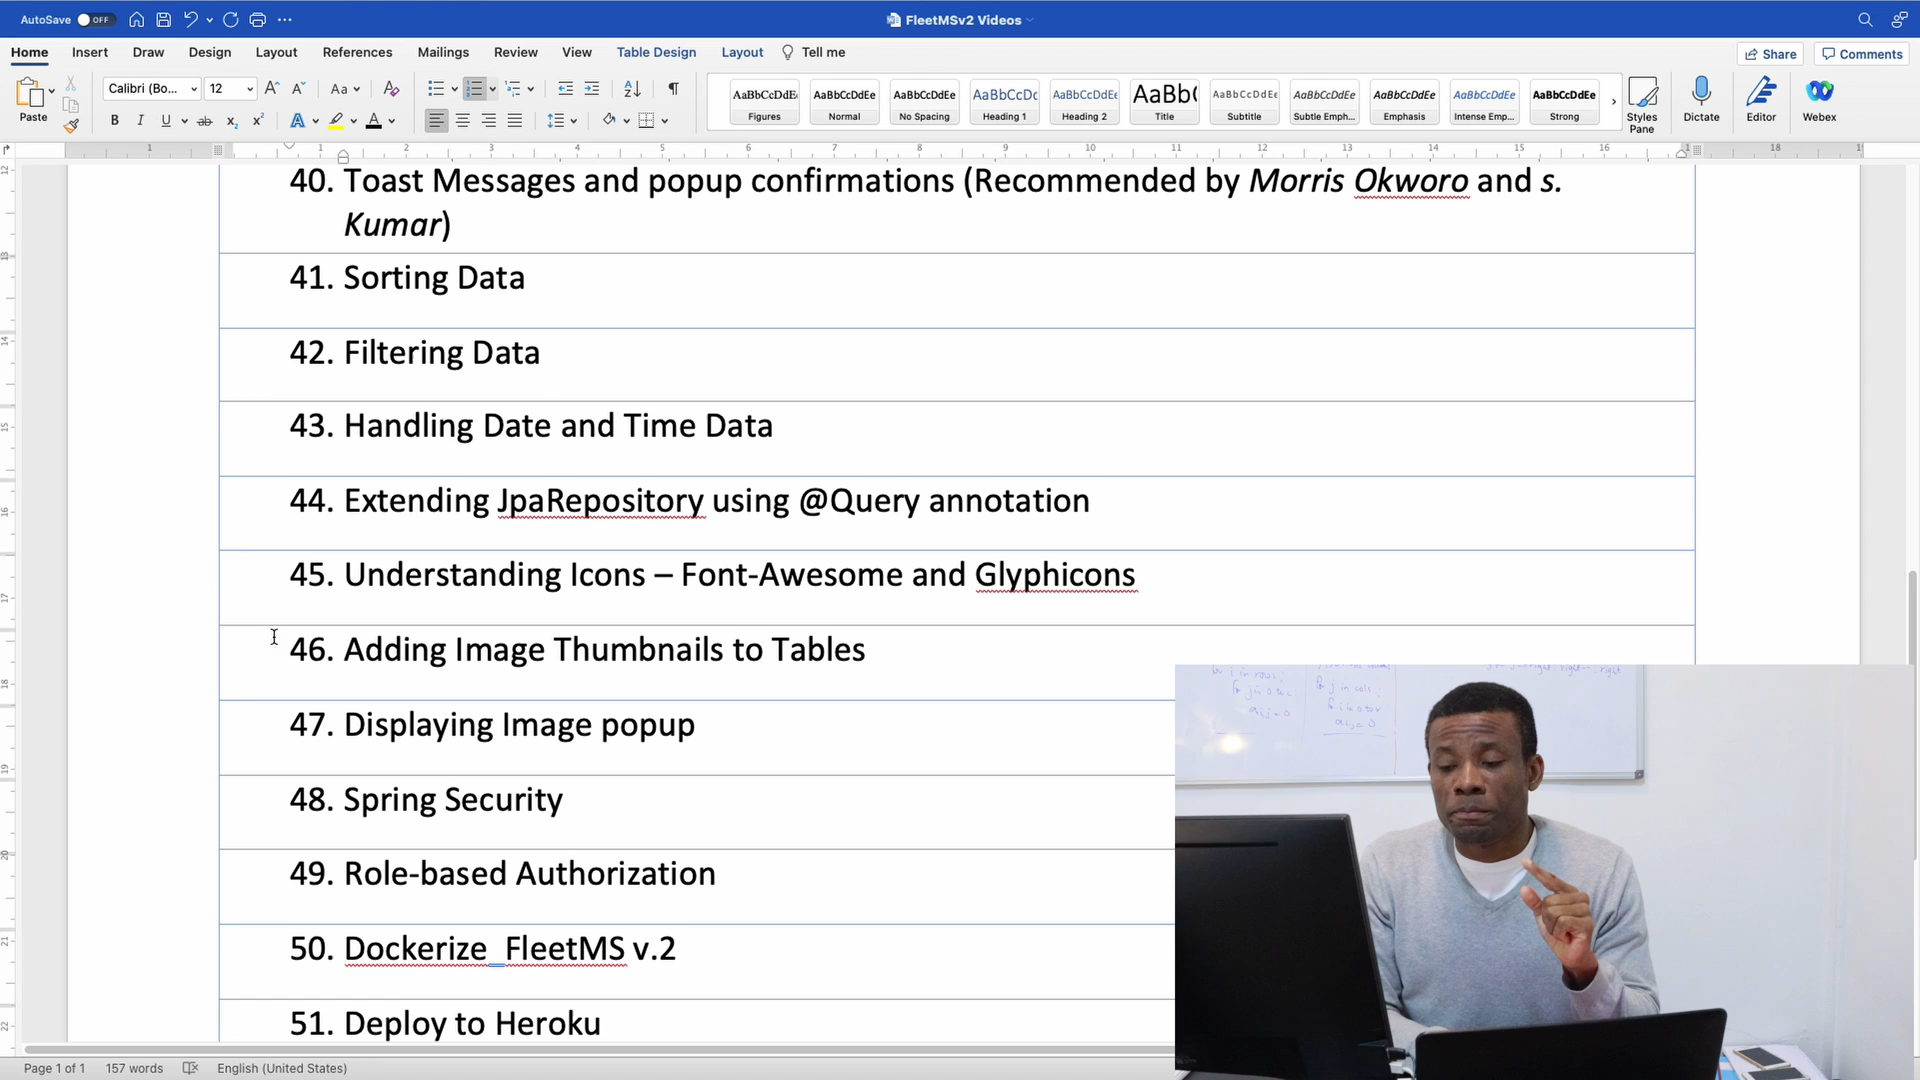 AutoSave OFF FleetMSv2 Videos
Home Insert Draw Design Layout References Mailings Review View Table Design Layout Tell me Share Comments
Paste Calibri (Bo... 12 Aa
AaBbCcDdEe AaBbCcDdEe AaBbCcDdEe AaBbCcDc AaBbCcDdEe AaBb( AaBbCcDdEe AaBbCcDdEe AaBbCcDdEe AaBbCcDdEe AaBbCcDdEe
Figures Normal No Spacing Heading 1 Heading 2 Title Subtitle Subtle Emph... Emphasis Intense Emp... Strong Styles Pane Dictate Editor Webex
40. Toast Messages and popup confirmations (Recommended by Morris Okworo and s.
Kumar)
41. Sorting Data
42. Filtering Data
43. Handling Date and Time Data
44. Extending JpaRepository using @Query annotation
45. Understanding Icons – Font-Awesome and Glyphicons
46. Adding Image Thumbnails to Tables
47. Displaying Image popup
48. Spring Security
49. Role-based Authorization
50. Dockerize FleetMS v.2
51. Deploy to Heroku
Page 1 of 1 157 words English (United States)